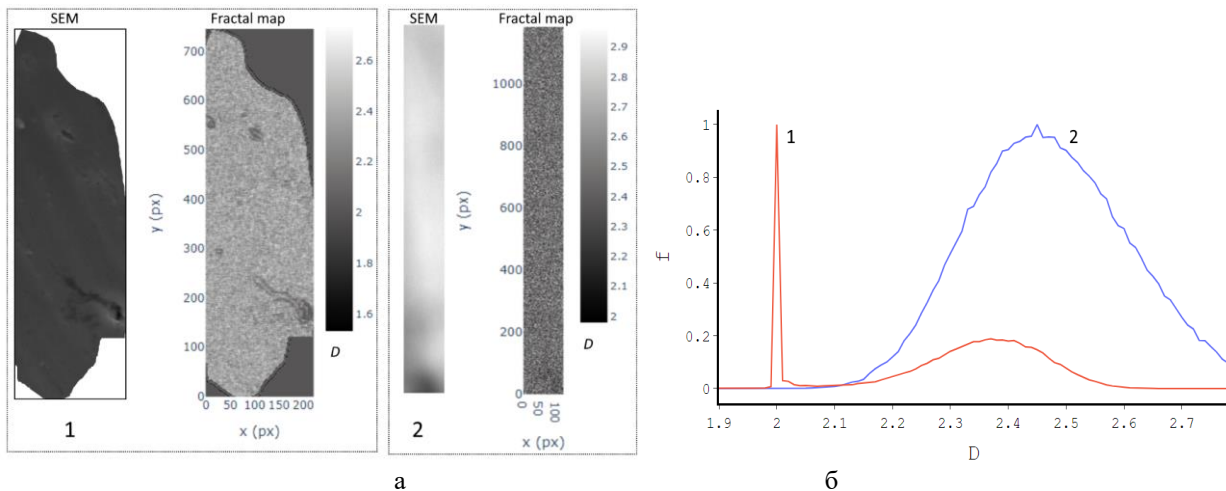 SEM
Fractal map
700
600
500
400
300
200
100
0
y (px)
0 50 100 150 200
x (px)
2.6
2.4
2.2
2
1.8
1.6
D
1
SEM
Fractal map
1000
800
600
400
200
0
y (px)
0
50
100
x (px)
2.9
2.8
2.7
2.6
2.5
2.4
2.3
2.2
2.1
2
D
2
а
1
0.8
0.6
0.4
0.2
0
f
1
2
1.9 2 2.1 2.2 2.3 2.4 2.5 2.6 2.7
D
б